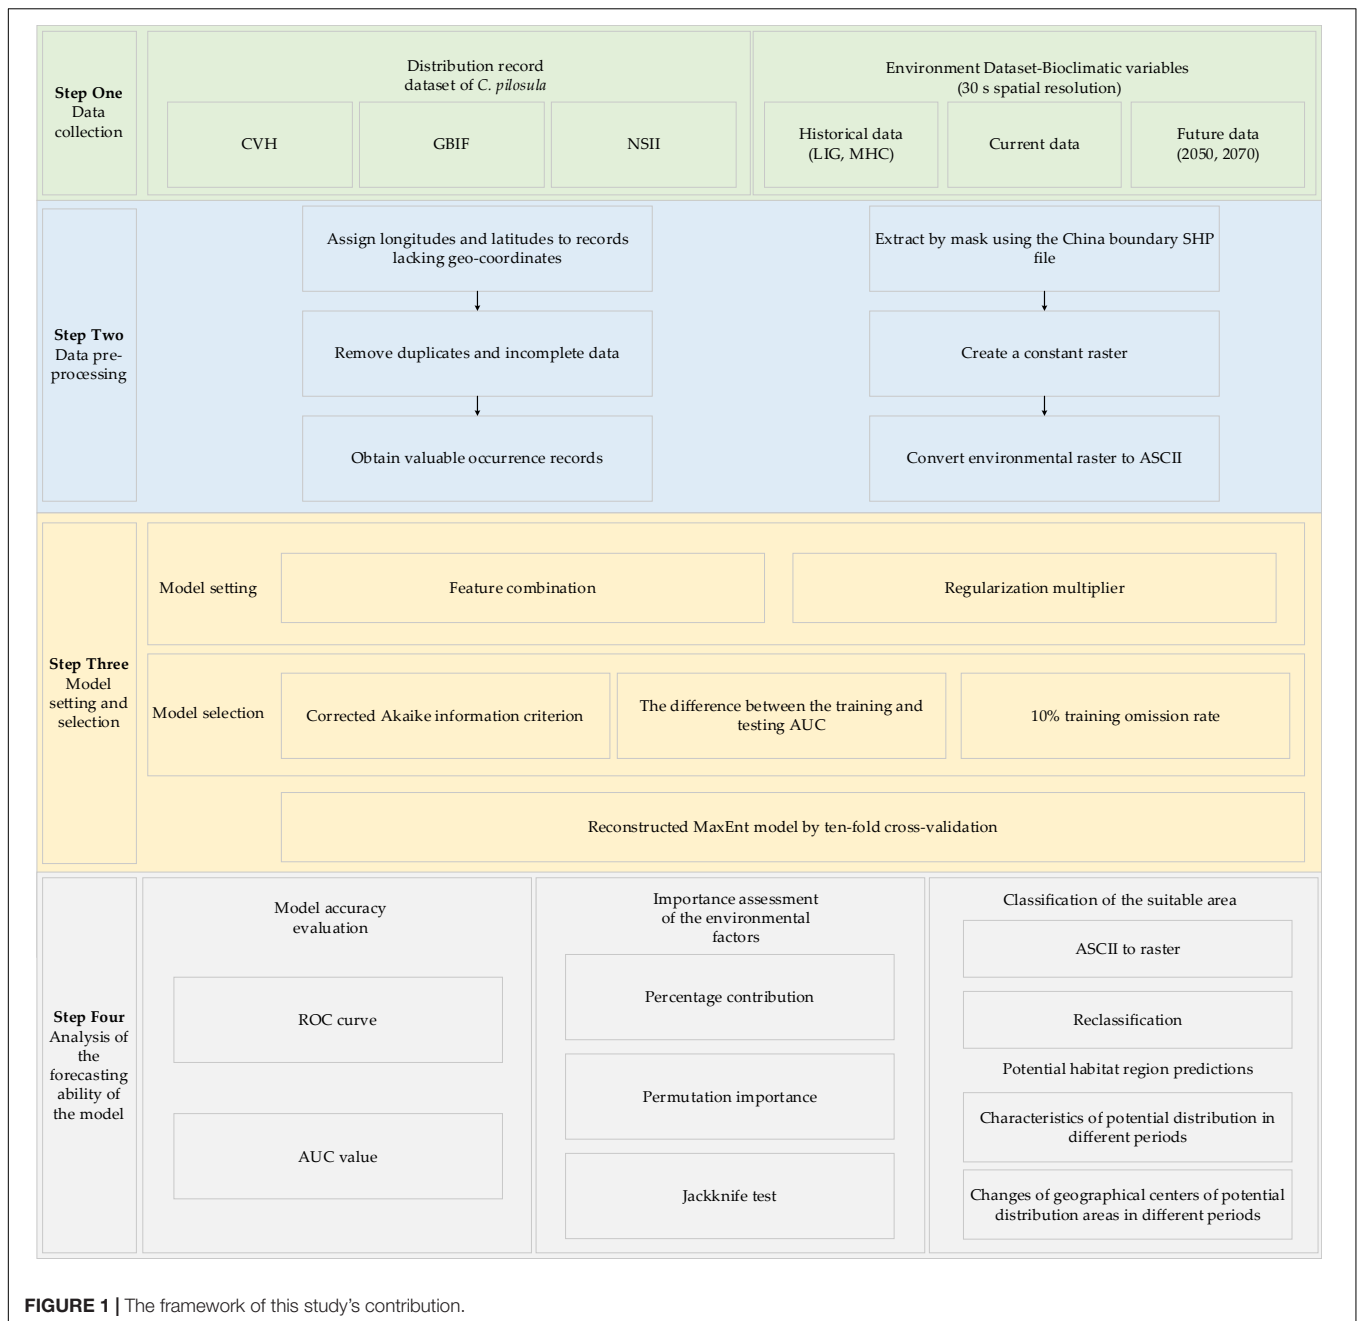 Step One
Data
collection
Distribution record
dataset of C. pilosula
CVH
GBIF
NSII
Environment Dataset-Bioclimatic variables
(30 s spatial resolution)
Historical data
(LIG, MHC)
Current data
Future data
(2050, 2070)
Step Two
Data pre-
processing
Assign longitudes and latitudes to records
lacking geo-coordinates
Remove duplicates and incomplete data
Obtain valuable occurrence records
Extract by mask using the China boundary SHP
file
Create a constant raster
Convert environmental raster to ASCII
Step Three
Model
setting and
selection
Model setting
Feature combination
Regularization multiplier
Model selection
Corrected Akaike information criterion
The difference between the training and
testing AUC
10% training omission rate
Reconstructed MaxEnt model by ten-fold cross-validation
Step Four
Analysis of
the
forecasting
ability of
the model
Model accuracy
evaluation
ROC curve
AUC value
Importance assessment
of the environmental
factors
Percentage contribution
Permutation importance
Jackknife test
Classification of the suitable area
ASCII to raster
Reclassification
Potential habitat region predictions
Characteristics of potential distribution in
different periods
Changes of geographical centers of potential
distribution areas in different periods
FIGURE 1 | The framework of this study's contribution.